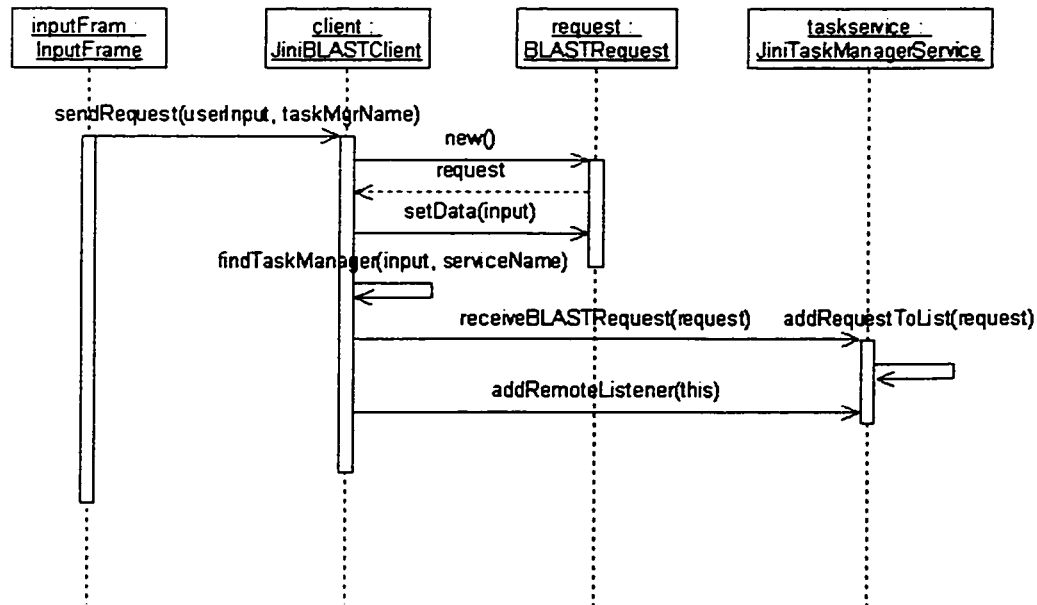 inputFram :
InputFrame
client :
JiniBLASTClient
request :
BLASTRequest
taskservice :
JiniTaskManagerService
sendRequest(userInput, taskMgrName)
new()
request
setData(input)
findTaskManager(input, serviceName)
receiveBLASTRequest(request)
addRequestToList(request)
addRemoteListener(this)